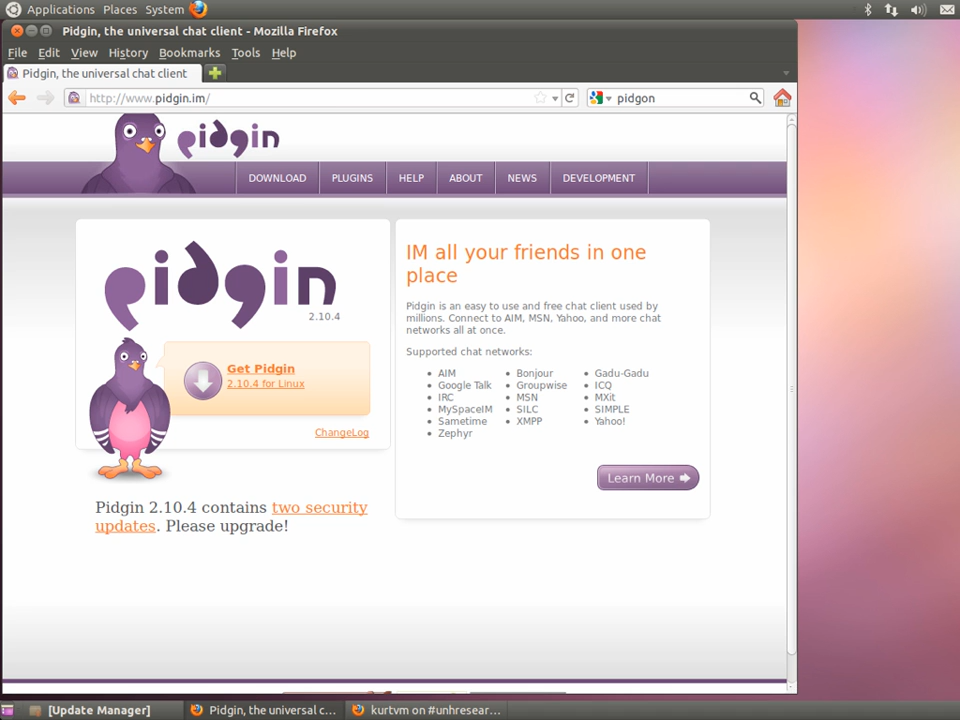 Applications Places System
Pidgin, the universal chat client - Mozilla Firefox
File Edit View History Bookmarks Tools Help
Pidgin, the universal chat client
http://www.pidgin.im/
pidgon
pidgin
DOWNLOAD PLUGINS HELP ABOUT NEWS DEVELOPMENT
pidgin
2.10.4
Get Pidgin
2.10.4 for Linux
ChangeLog
Pidgin 2.10.4 contains two security
updates. Please upgrade!
IM all your friends in one
place
Pidgin is an easy to use and free chat client used by
millions. Connect to AIM, MSN, Yahoo, and more chat
networks all at once.
Supported chat networks:
AIM Bonjour Gadu-Gadu
Google Talk Groupwise ICQ
IRC MSN MXit
MySpaceIM SILC SIMPLE
Sametime XMPP Yahoo!
Zephyr
Learn More
[Update Manager] Pidgin, the universal c... kurtvm on #unhresear...